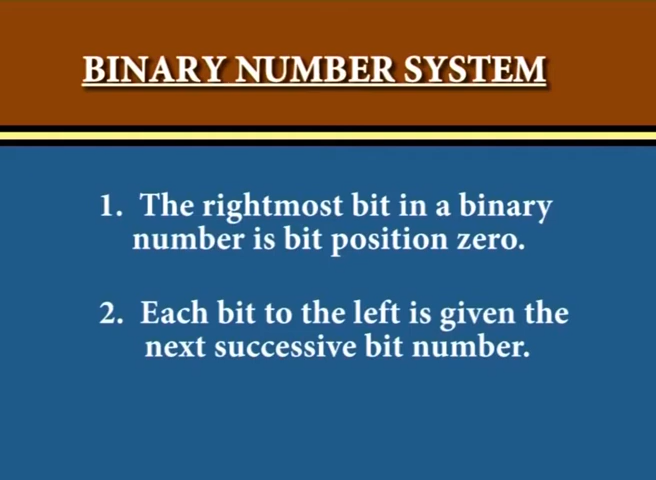 BINARY NUMBER SYSTEM
1. The rightmost bit in a binary
number is bit position zero.
2. Each bit to the left is given the
next successive bit number.